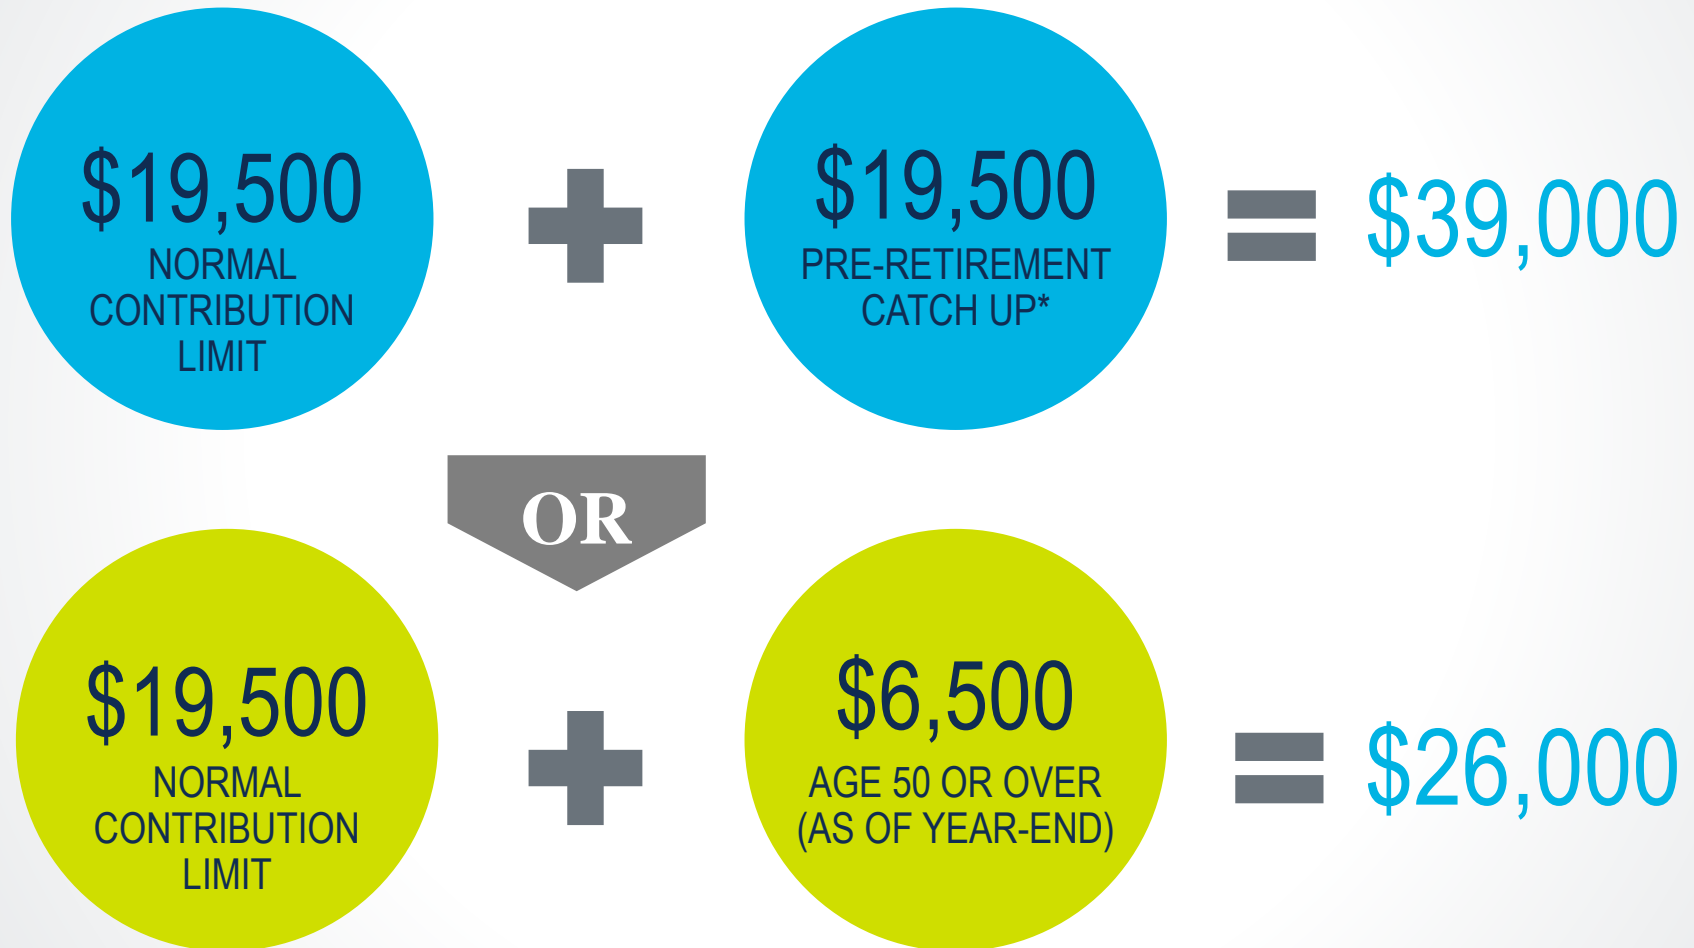 $19,500
NORMAL
CONTRIBUTION
LIMIT
$19,500
PRE-RETIREMENT
CATCH UP*
$39,000
OR
$19,500
NORMAL
CONTRIBUTION
LIMIT
$6,500
AGE 50 OR OVER
(AS OF YEAR-END)
$26,000